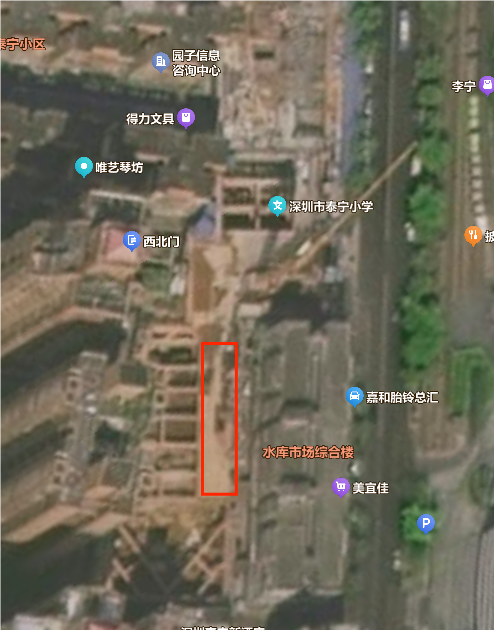 泰宁小区
园子信息
咨询中心
李宁
得力文具
唯艺琴坊
深圳市泰宁小学
西北门
嘉和胎铃总汇
水库市场综合楼
美宜佳
P